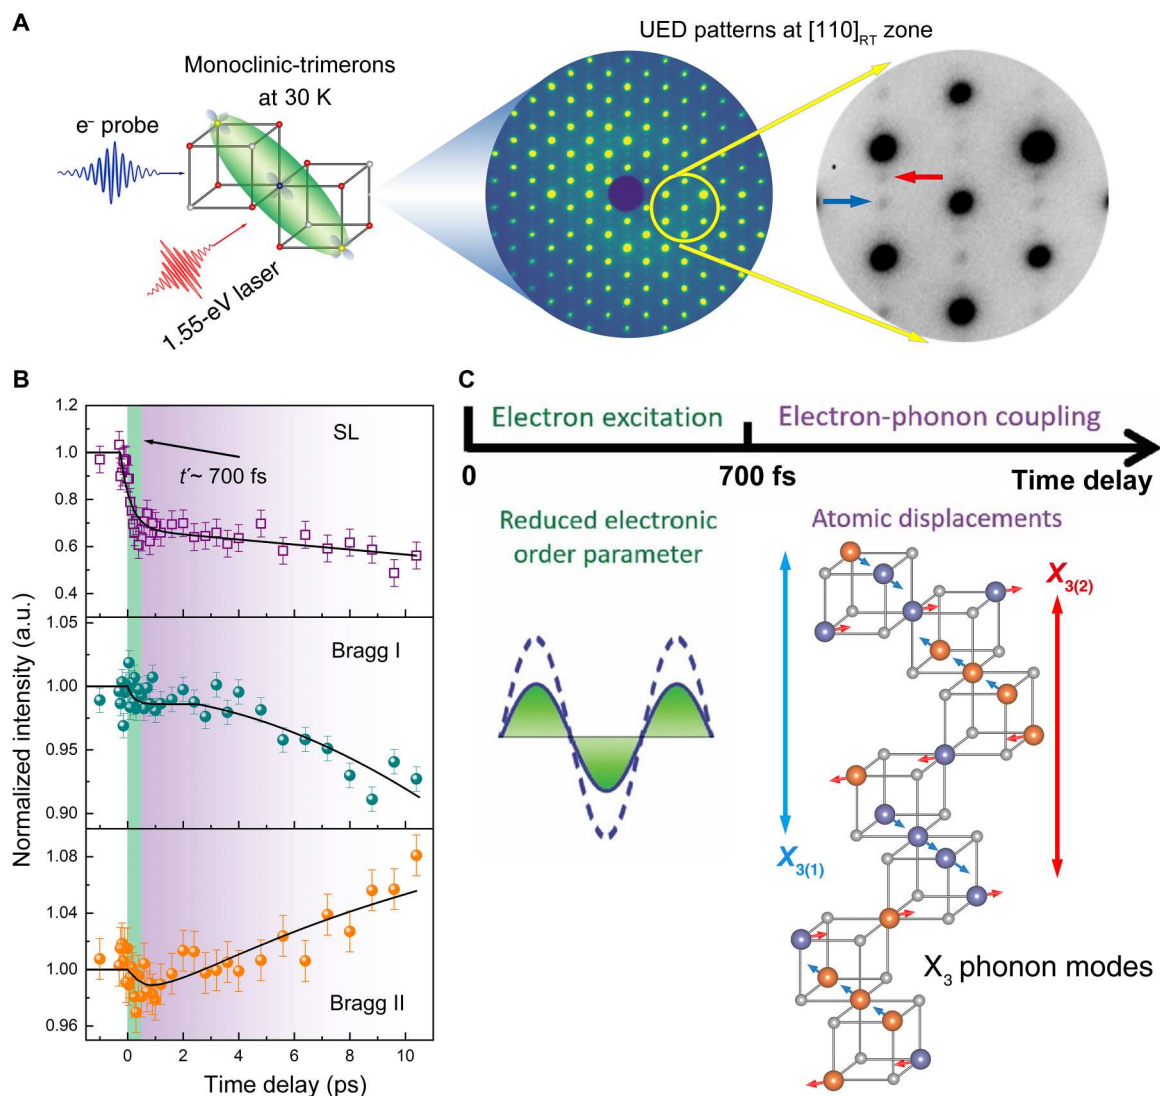 A
UED patterns at [110]RT zone
Monoclinic-trimerons
at 30 K
e⁻ probe
1.55-eV laser
B
1.2
1.0
0.8
0.6
0.4
SL
t′~ 700 fs
1.05
1.00
0.95
0.90
Bragg I
1.08
1.04
1.00
0.96
Bragg II
Normalized intensity (a.u.)
0 2 4 6 8 10
Time delay (ps)
C
Electron excitation
Electron-phonon coupling
0
700 fs
Time delay
Reduced electronic
order parameter
Atomic displacements
X3(2)
X3(1)
X3 phonon modes